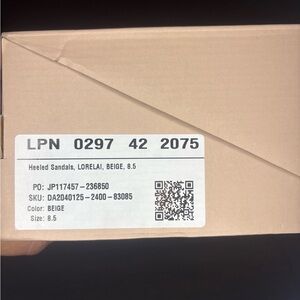 LPN 0297 42 2075
Heeled Sandals, LORELAI, BEIGE, 8.5
PO: JP117457-236850
SKU: DA2040125-2400-83085
Color: BEIGE
Size: 8.5